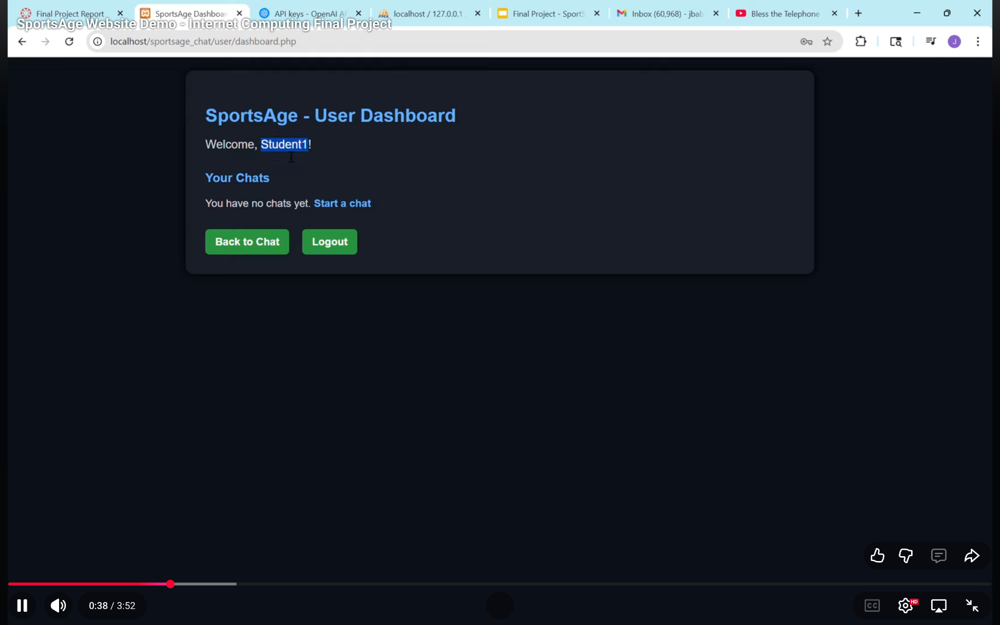 Final Project Report
SportsAge Dashboar
API keys - OpenAI AP
localhost / 127.0.0.1
Final Project - SportS
Inbox (60,968) - jbab
Bless the Telephone
SportsAge Website Demo - Internet Computing Final Project
localhost/sportsage_chat/user/dashboard.php
J
SportsAge - User Dashboard
Welcome, Student1!
Your Chats
You have no chats yet. Start a chat
Back to Chat
Logout
0:38 / 3:52
CC
HD